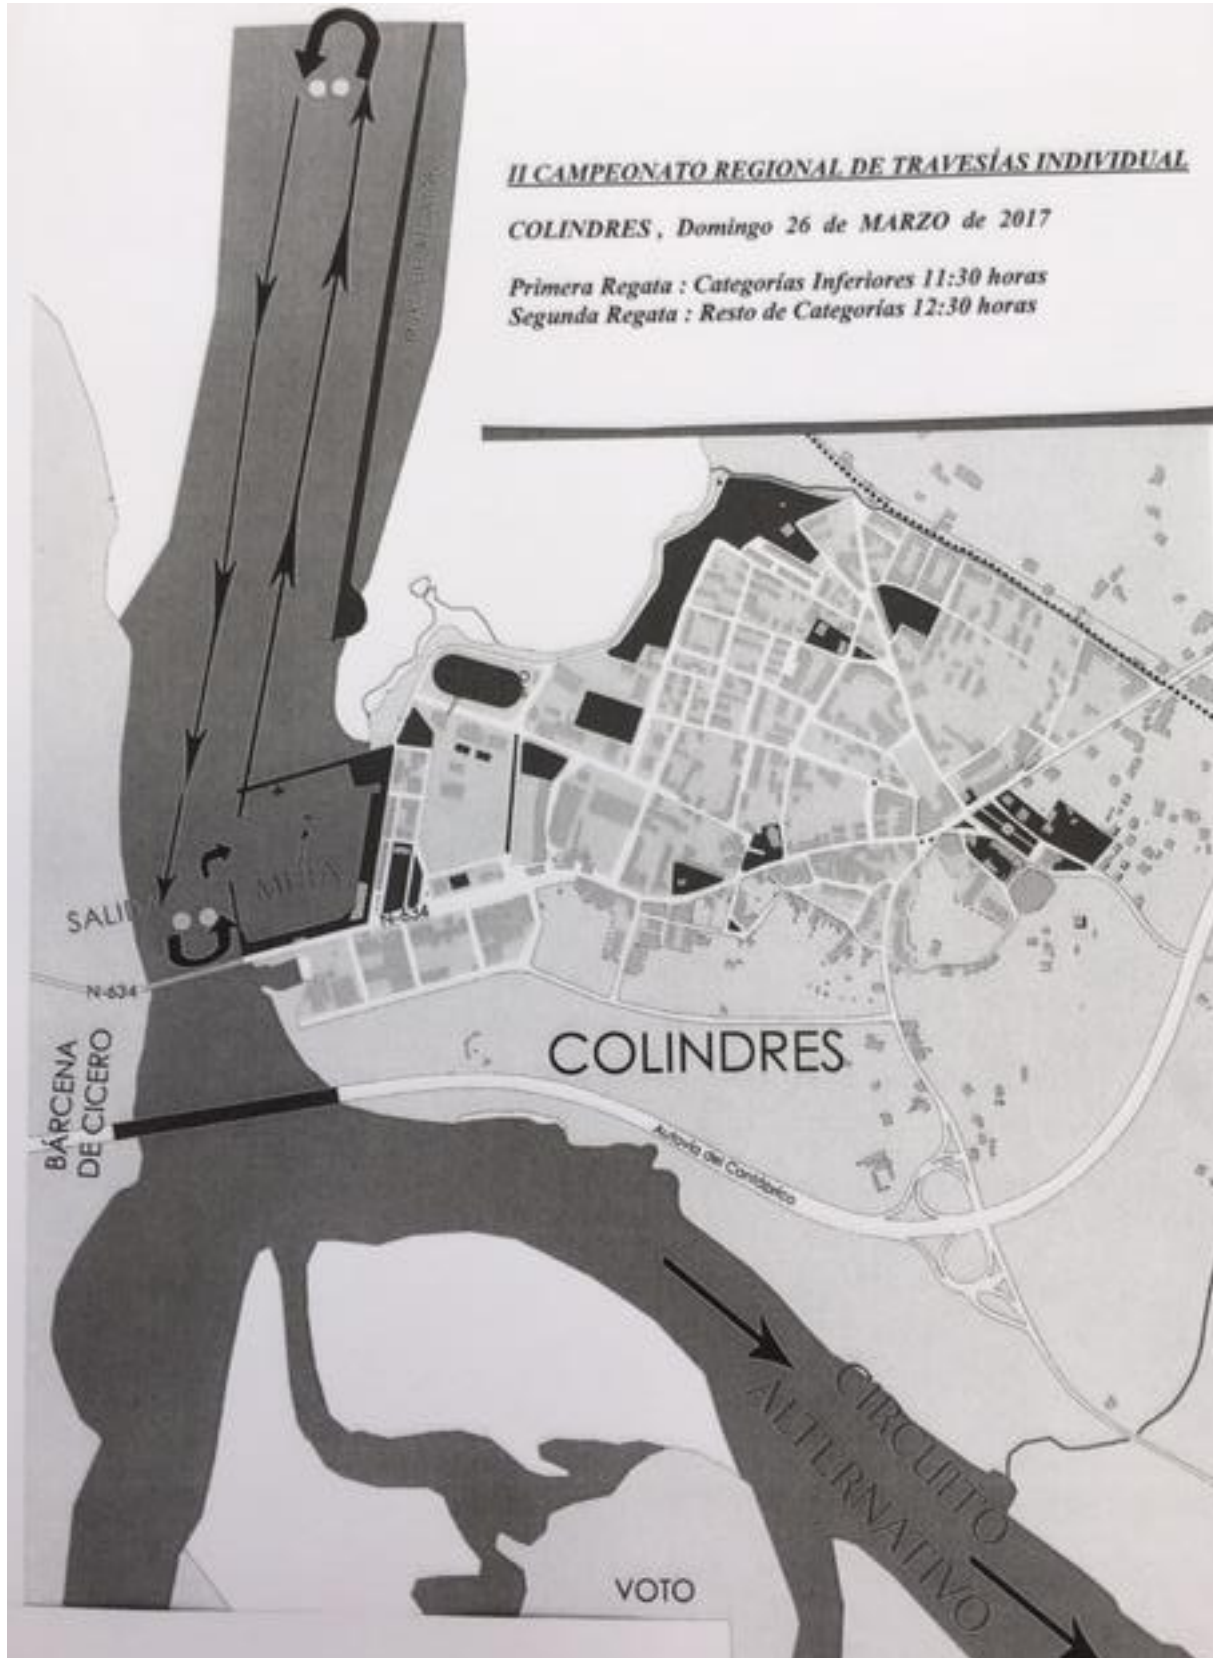 II CAMPEONATO REGIONAL DE TRAVESÍAS INDIVIDUAL
COLINDRES , Domingo 26 de MARZO de 2017
Primera Regata : Categorías Inferiores 11:30 horas
Segunda Regata : Resto de Categorías 12:30 horas
META
SALIDA
N-634
N-634
COLINDRES
BÁRCENA
DE CICERO
Autovía del Cantábrico
CIRCUITO
ALTERNATIVO
VOTO